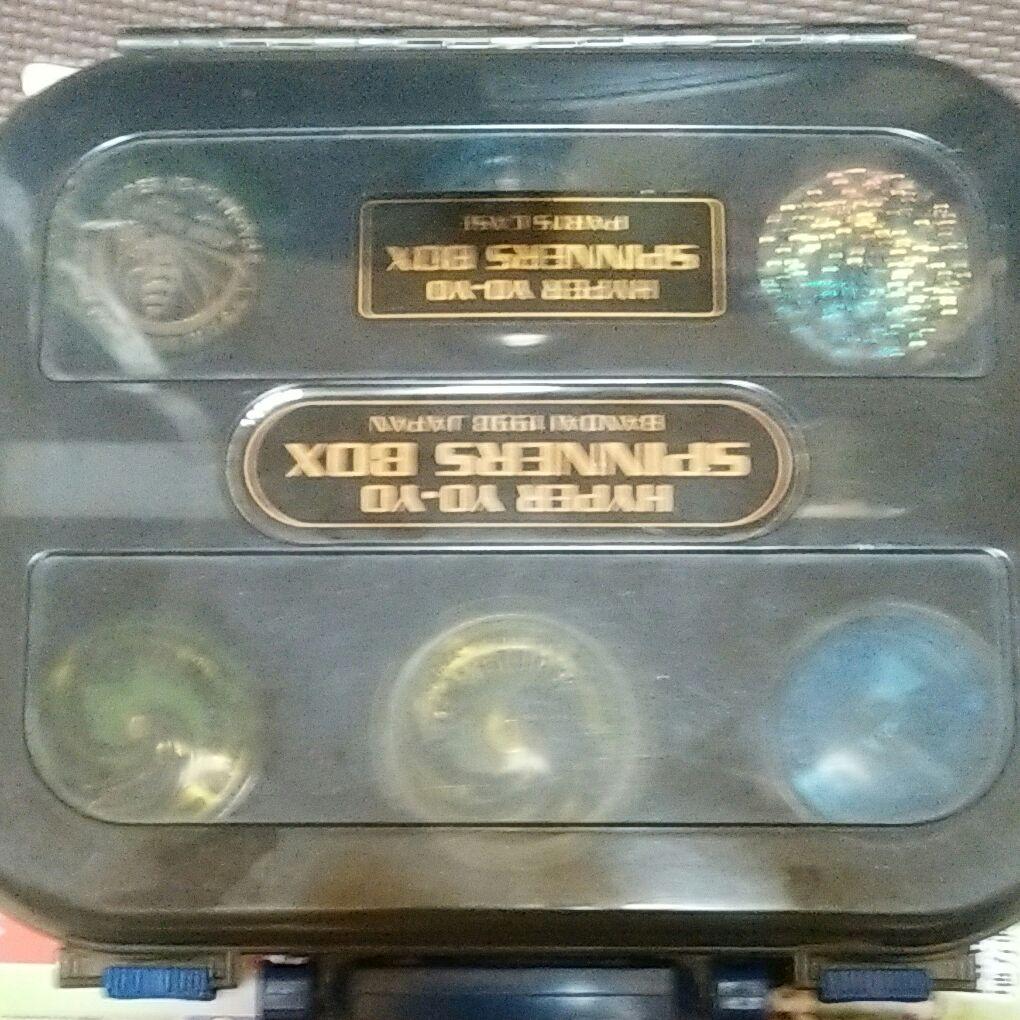 HYPER YO-YO
SPINNERS BOX
BANDAI 1998 JAPAN
HYPER YO-YO
SPINNERS BOX
PARTS CASE